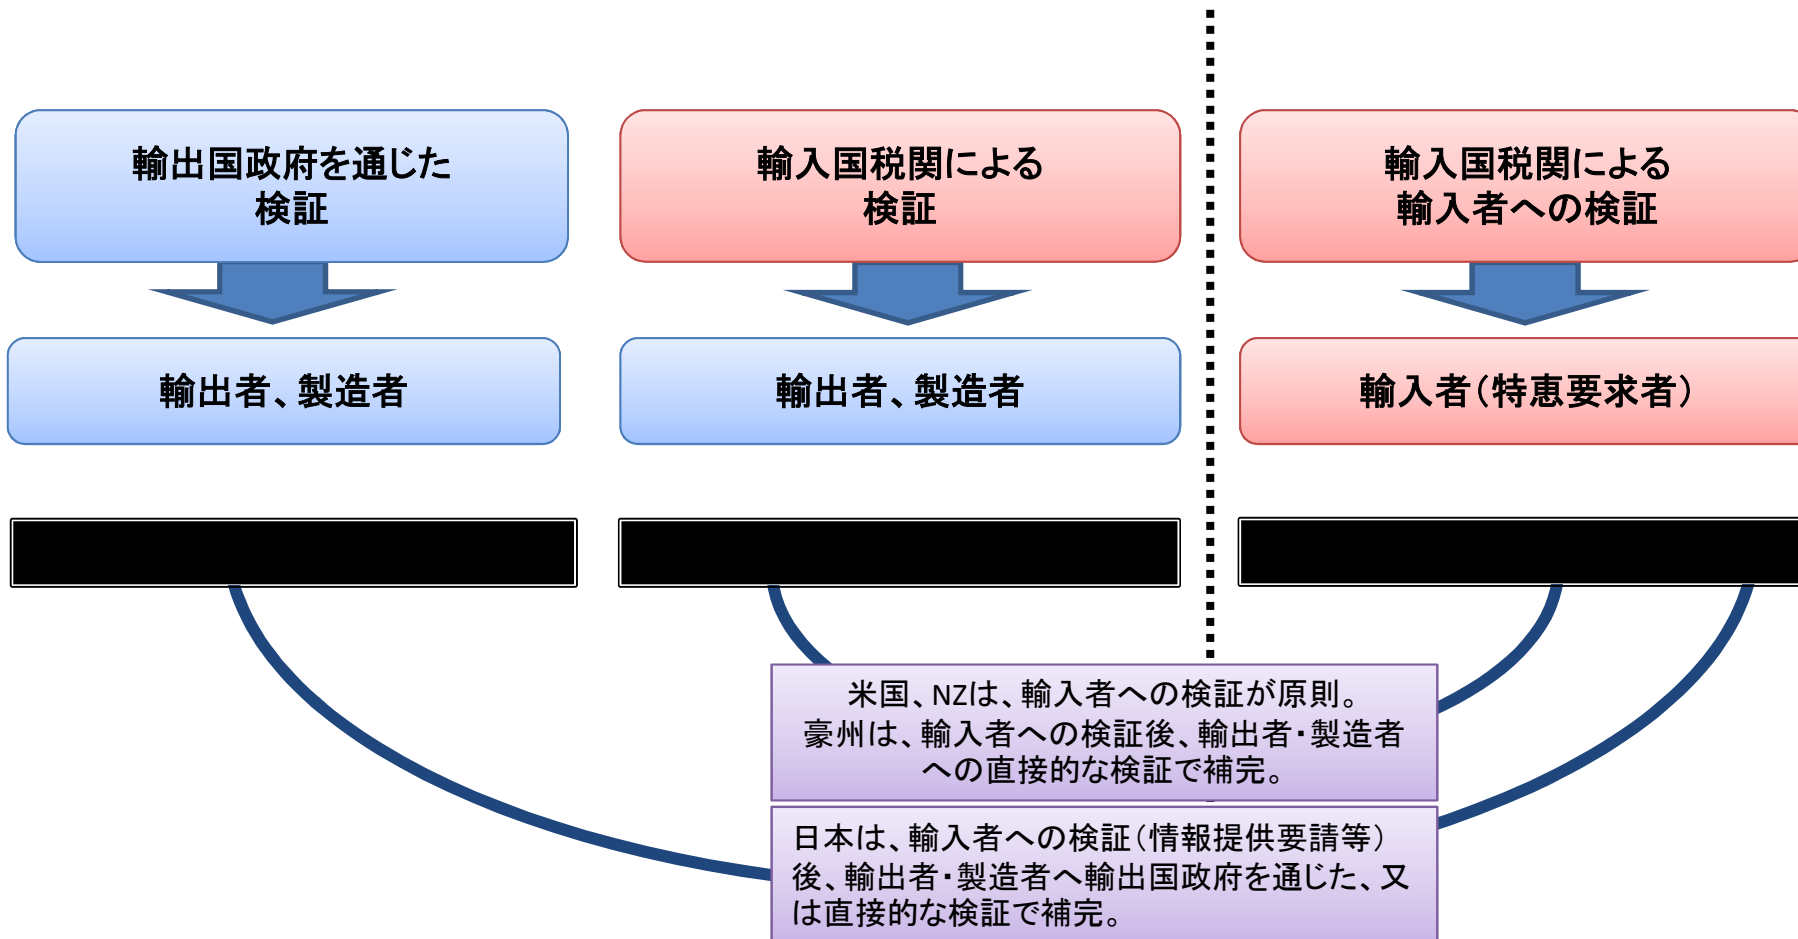 輸出国政府を通じた
検証
輸入国税関による
検証
輸入国税関による
輸入者への検証
輸出者、製造者
輸出者、製造者
輸入者(特恵要求者)
米国、NZは、輸入者への検証が原則。
豪州は、輸入者への検証後、輸出者・製造者
への直接的な検証で補完。
日本は、輸入者への検証(情報提供要請等)
後、輸出者・製造者へ輸出国政府を通じた、又
は直接的な検証で補完。